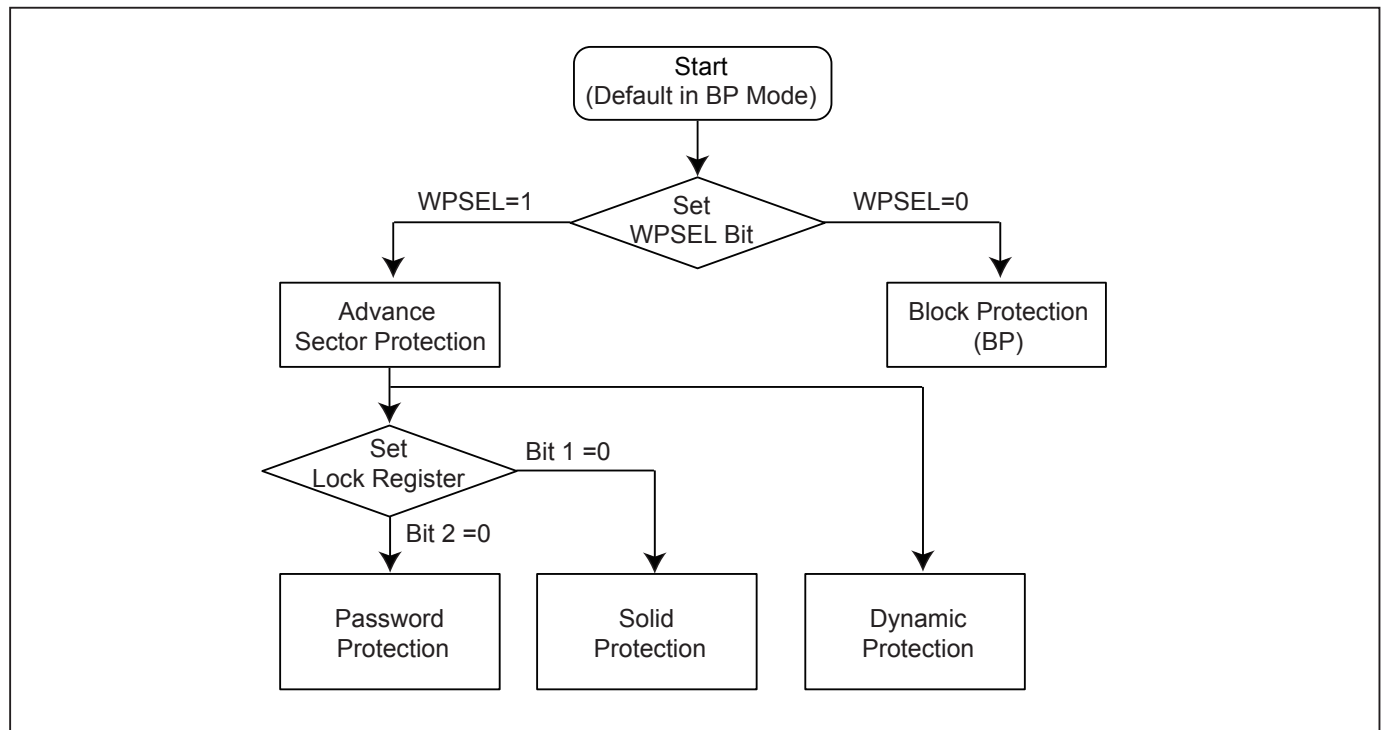 Start
(Default in BP Mode)
WPSEL=1
Set
WPSEL Bit
WPSEL=0
Advance
Sector Protection
Block Protection
(BP)
Set
Lock Register
Bit 1 =0
Bit 2 =0
Password
Protection
Solid
Protection
Dynamic
Protection